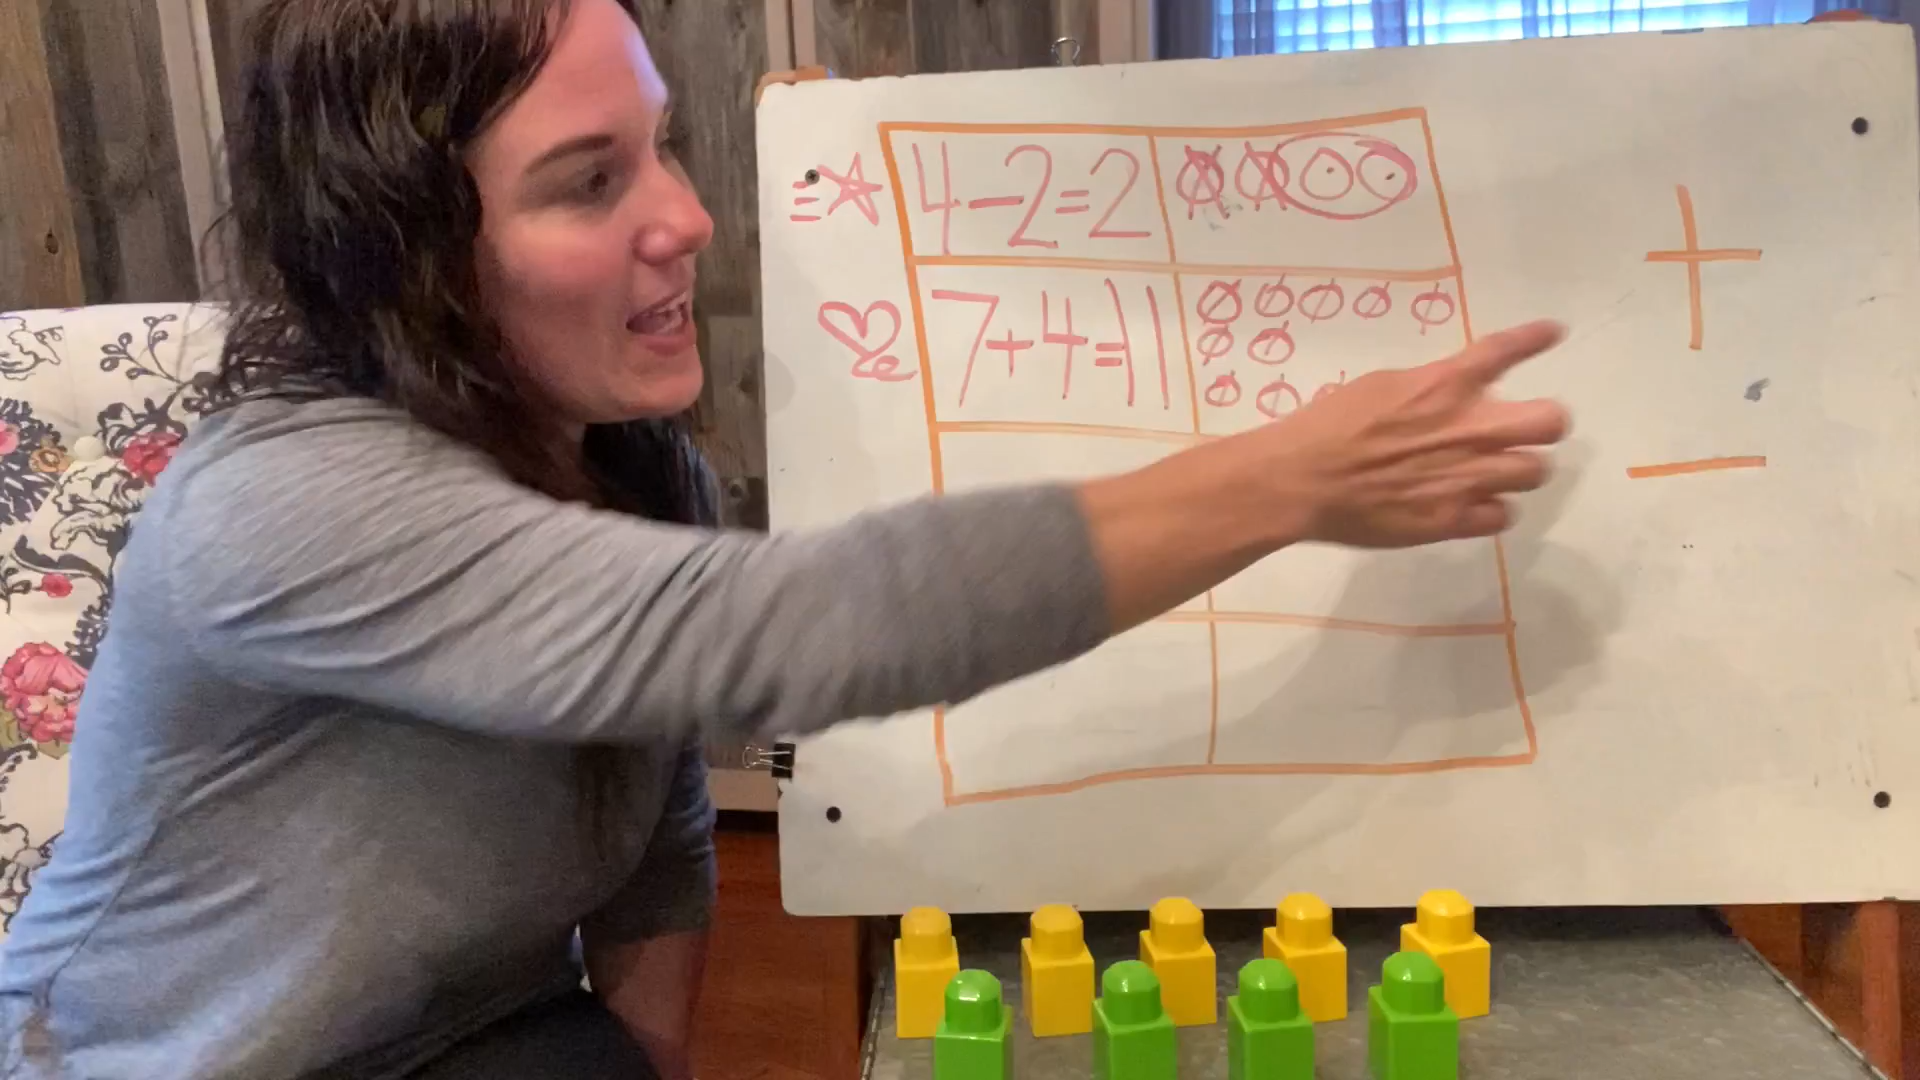 = 4-2=2
7+4=11
+
-